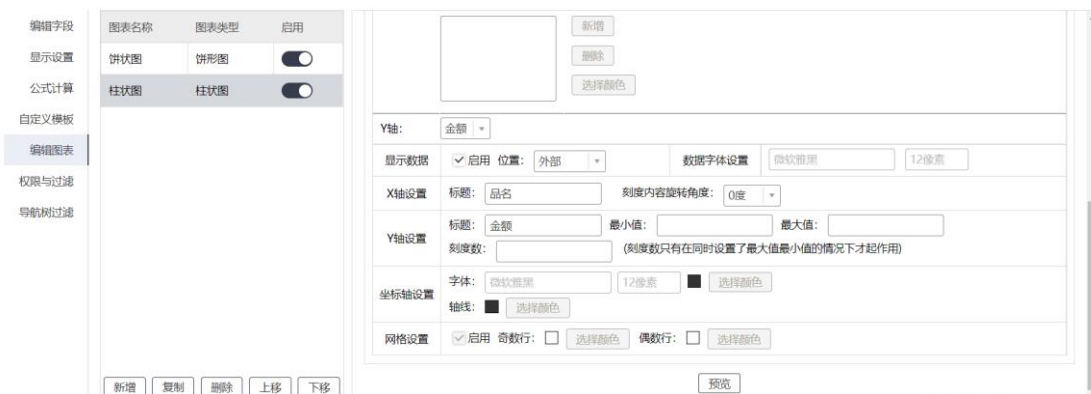 编辑字段
显示设置
公式计算
自定义模板
编辑图表
权限与过滤
导航树过滤
图表名称 图表类型 启用
饼状图 饼形图
柱状图 柱状图
新增 复制 删除 上移 下移
新增
删除
选择颜色
Y轴: 金额
显示数据 启用 位置: 外部 数据字体设置 微软雅黑 12像素
X轴设置 标题: 品名 刻度内容旋转角度: 0度
Y轴设置 标题: 金额 最小值: 最大值:
刻度数: (刻度数只有在同时设置了最大值最小值的情况下才起作用)
坐标轴设置 字体: 微软雅黑 12像素 选择颜色
轴线: 选择颜色
网格设置 启用 奇数行: 选择颜色 偶数行: 选择颜色
预览